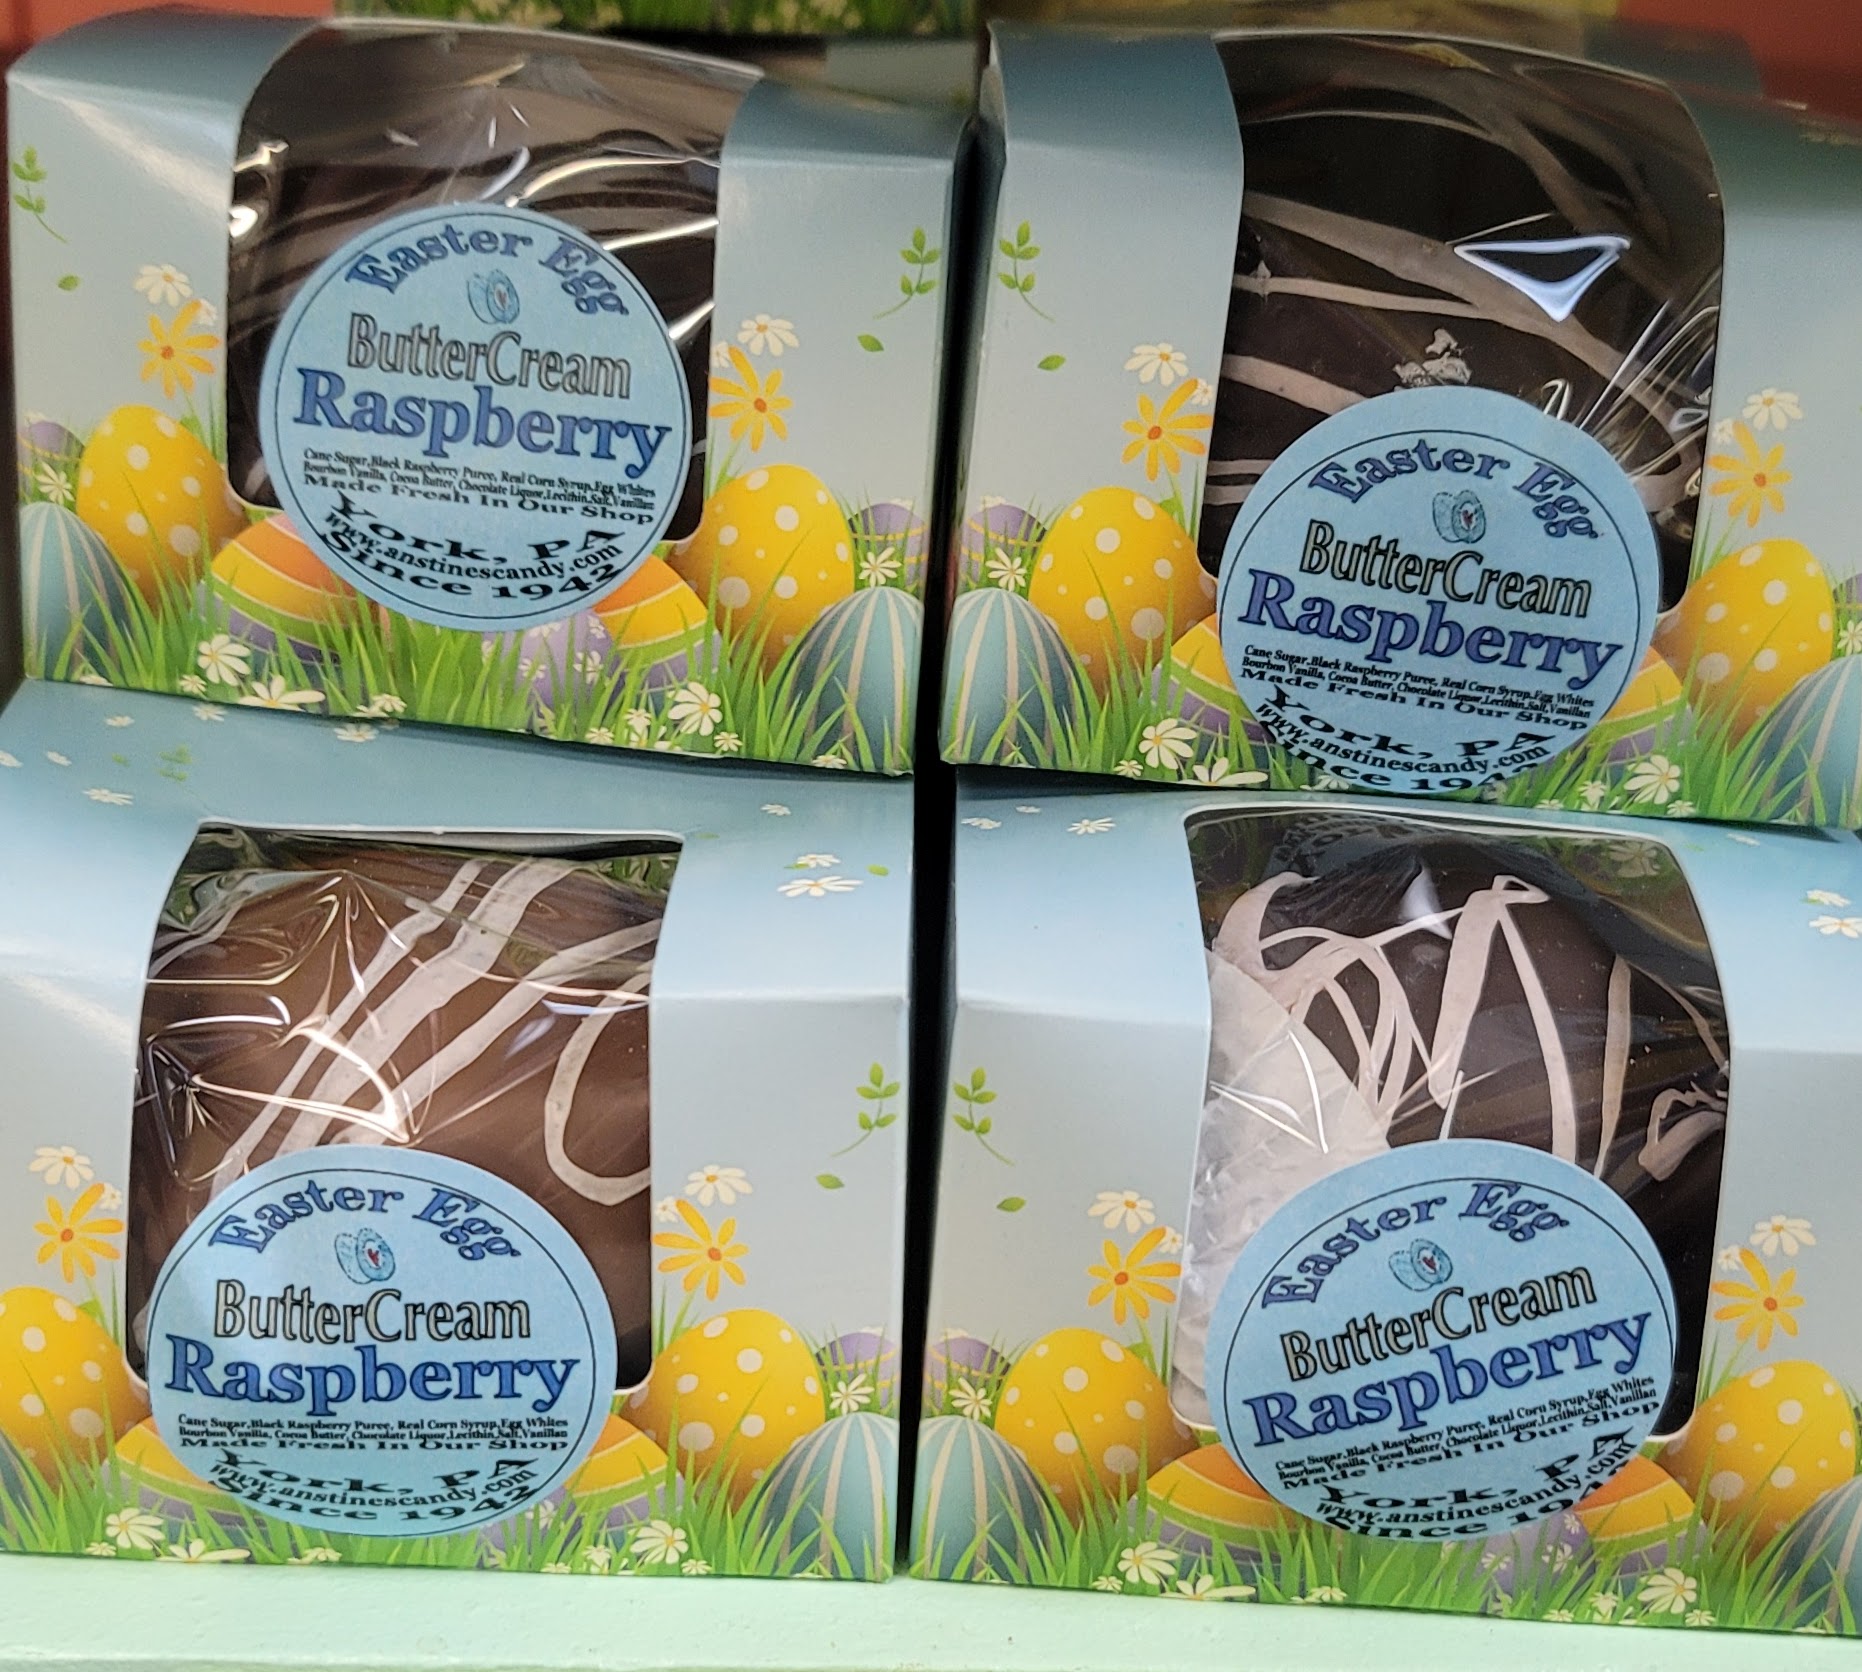 Easter Egg
ButterCream
Raspberry
Cane Sugar,Black Raspberry Puree, Real Corn Syrup,Egg Whites
Bourbon Vanilla, Cocoa Butter, Chocolate Liquor,Lecithin,Salt,Vanillan
Made Fresh In Our Shop
York, PA
www.anstinescandy.com
Since 1942
Easter Egg
ButterCream
Raspberry
Cane Sugar,Black Raspberry Puree, Real Corn Syrup,Egg Whites
Bourbon Vanilla, Cocoa Butter, Chocolate Liquor,Lecithin,Salt,Vanillan
Made Fresh In Our Shop
York, PA
www.anstinescandy.com
Since 1942
Easter Egg
ButterCream
Raspberry
Cane Sugar,Black Raspberry Puree, Real Corn Syrup,Egg Whites
Bourbon Vanilla, Cocoa Butter, Chocolate Liquor,Lecithin,Salt,Vanillan
Made Fresh In Our Shop
York, PA
www.anstinescandy.com
Since 1942
Easter Egg
ButterCream
Raspberry
Cane Sugar,Black Raspberry Puree, Real Corn Syrup,Egg Whites
Bourbon Vanilla, Cocoa Butter, Chocolate Liquor,Lecithin,Salt,Vanillan
Made Fresh In Our Shop
York, PA
www.anstinescandy.com
Since 1942